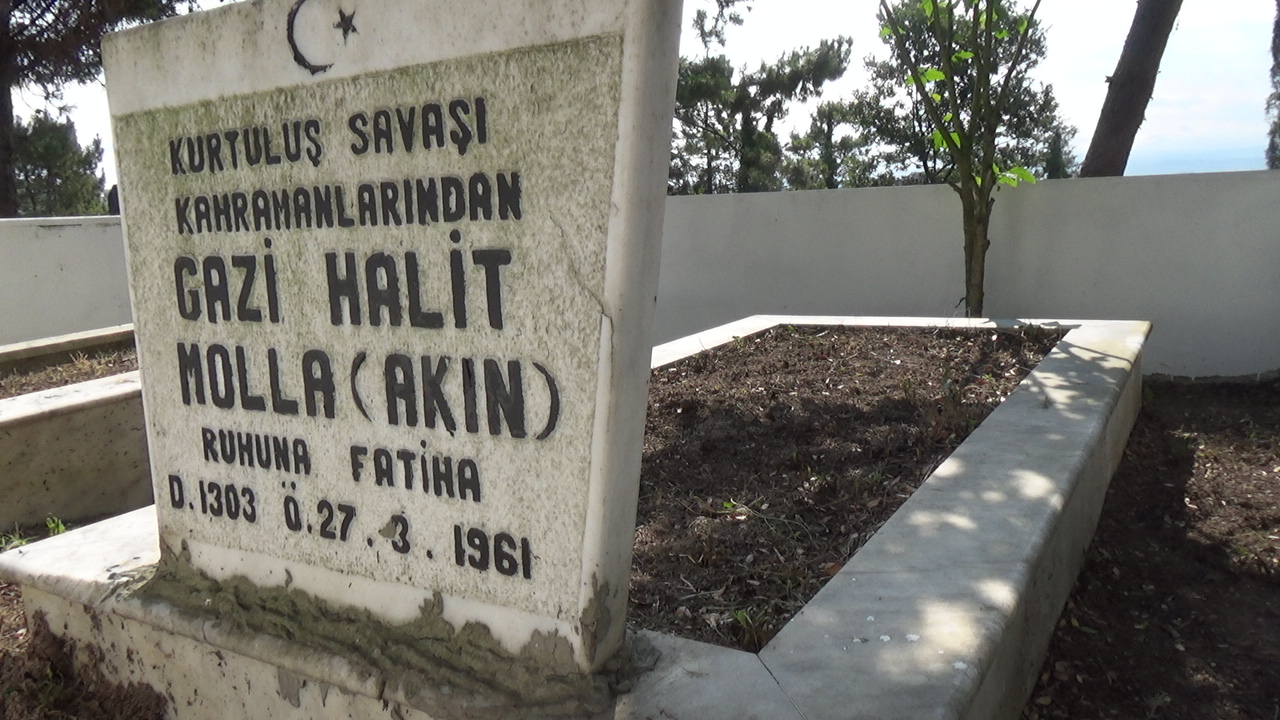 KURTULUŞ SAVAŞI
KAHRAMANLARINDAN
GAZİ HALİT
MOLLA (AKIN)
RUHUNA FATİHA
D. 1303 Ö. 27. 3. 1961